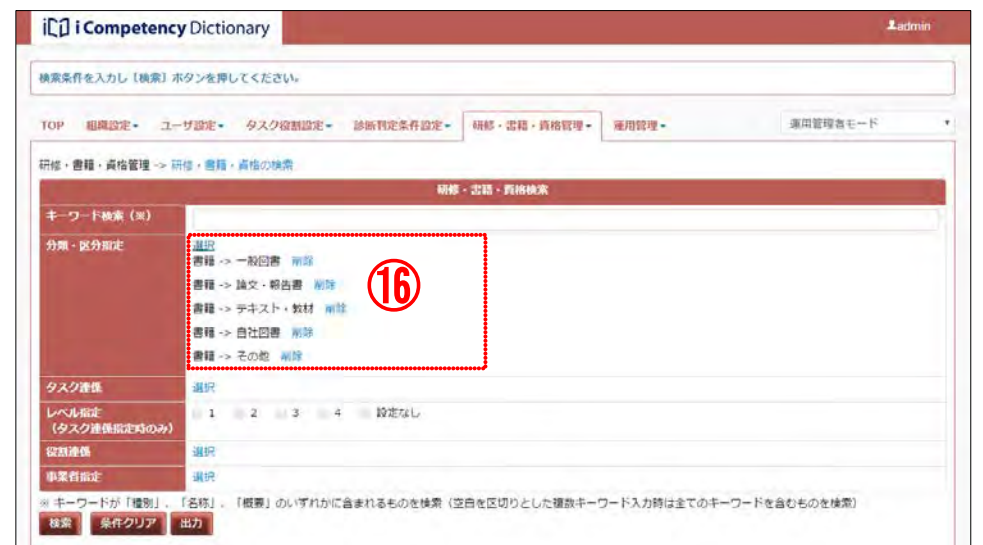 i Competency Dictionary
admin
検索条件を入力し［検索］ボタンを押してください。
TOP 組織設定 ユーザ設定 タスク役割設定 診断判定条件設定 研修・書籍・資格管理 運用管理 運用管理者モード
研修・書籍・資格管理 -> 研修・書籍・資格の検索
研修・書籍・資格検索
キーワード検索（※）
分類・区分指定 選択
書籍 -> 一般図書 削除
⑯
書籍 -> 論文・報告書 削除
書籍 -> テキスト・教材 削除
書籍 -> 自社図書 削除
書籍 -> その他 削除
タスク連係 選択
レベル指定 1 2 3 4 設定なし
（タスク連係指定時のみ）
役割連係 選択
事業者指定 選択
※ キーワードが「種別」、「名称」、「概要」のいずれかに含まれるものを検索（空白を区切りとした複数キーワード入力時は全てのキーワードを含むものを検索）
検索 条件クリア 出力